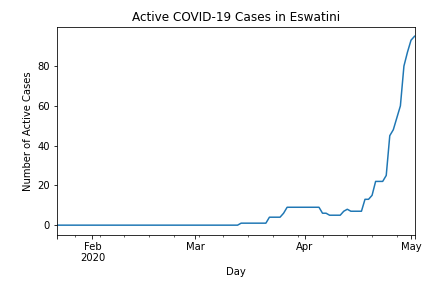 Active COVID-19 Cases in Eswatini
Number of Active Cases
80
60
40
20
0
Feb
2020
Mar
Apr
May
Day